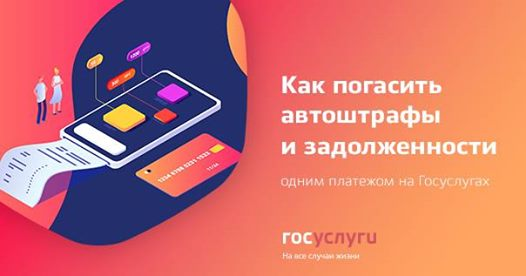 Как погасить
автоштрафы
и задолженности
одним платежом на Госуслугах
госуслуги
На все случаи жизни